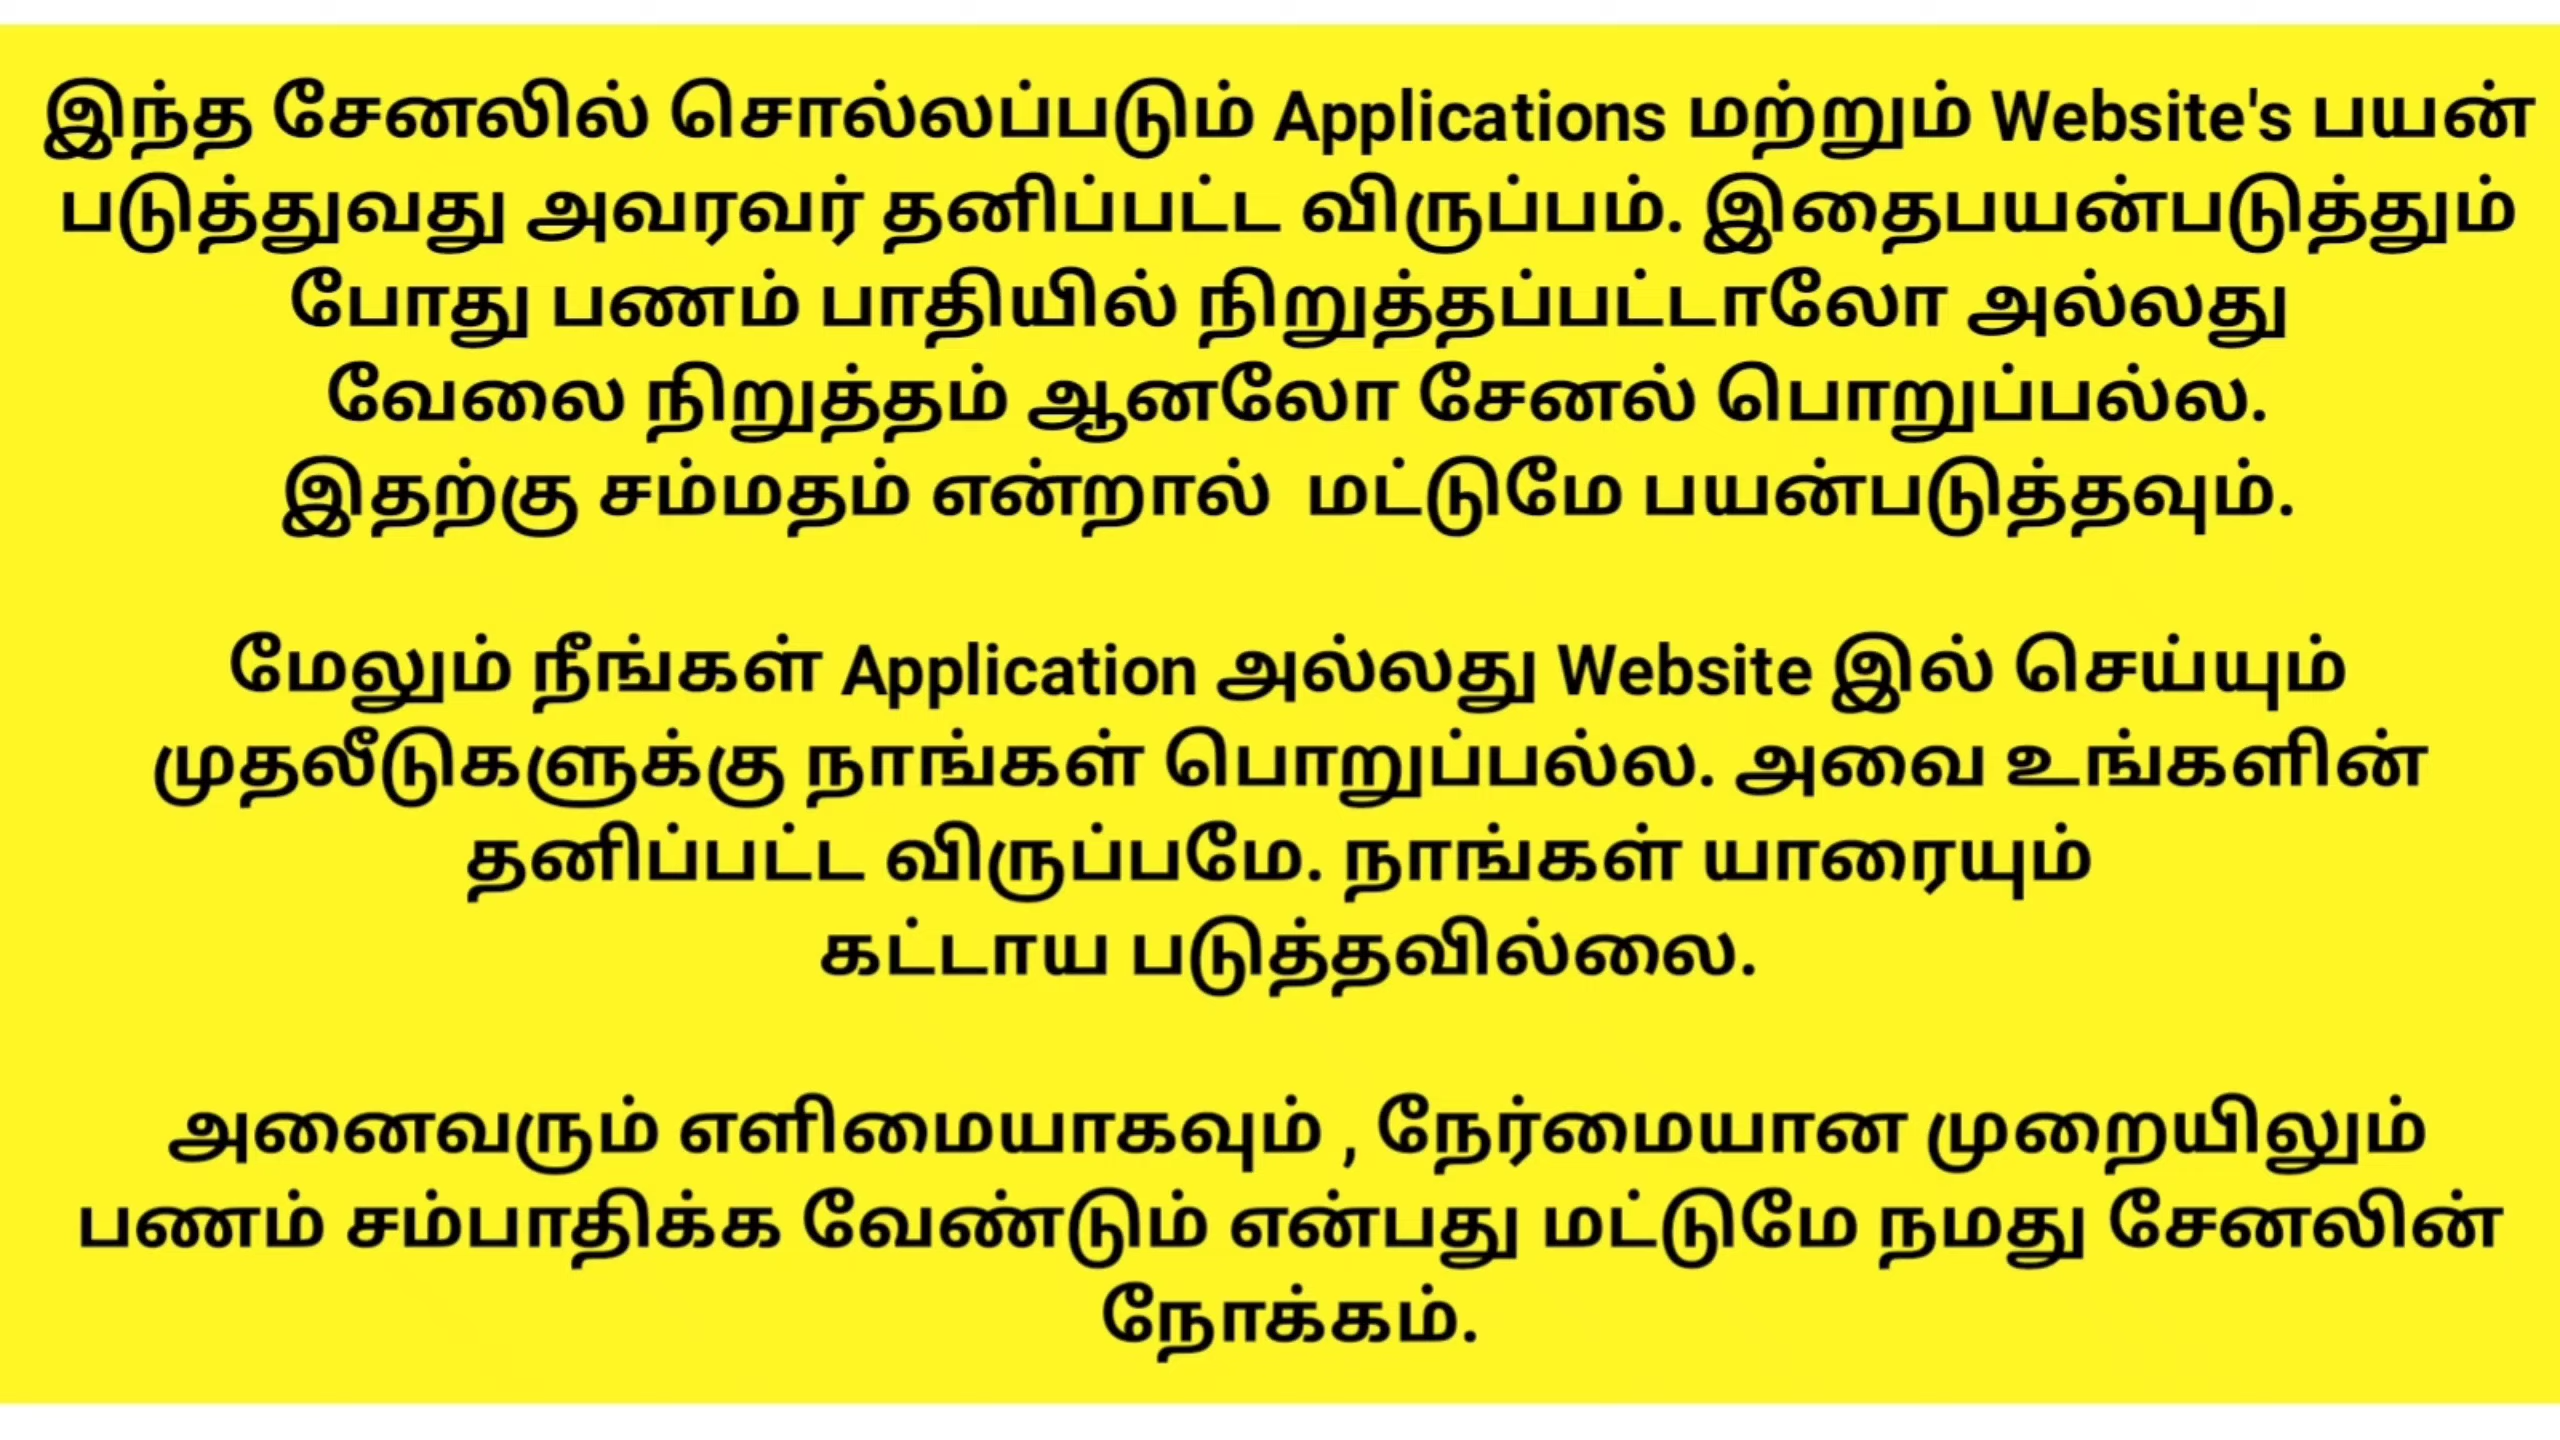 இந்த சேனலில் சொல்லப்படும் Applications மற்றும் Website's பயன்
படுத்துவது அவரவர் தனிப்பட்ட விருப்பம். இதைபயன்படுத்தும்
போது பணம் பாதியில் நிறுத்தப்பட்டாலோ அல்லது
வேலை நிறுத்தம் ஆனலோ சேனல் பொறுப்பல்ல.
இதற்கு சம்மதம் என்றால் மட்டுமே பயன்படுத்தவும்.
மேலும் நீங்கள் Application அல்லது Website இல் செய்யும்
முதலீடுகளுக்கு நாங்கள் பொறுப்பல்ல. அவை உங்களின்
தனிப்பட்ட விருப்பமே. நாங்கள் யாரையும்
கட்டாய படுத்தவில்லை.
அனைவரும் எளிமையாகவும் , நேர்மையான முறையிலும்
பணம் சம்பாதிக்க வேண்டும் என்பது மட்டுமே நமது சேனலின்
நோக்கம்.